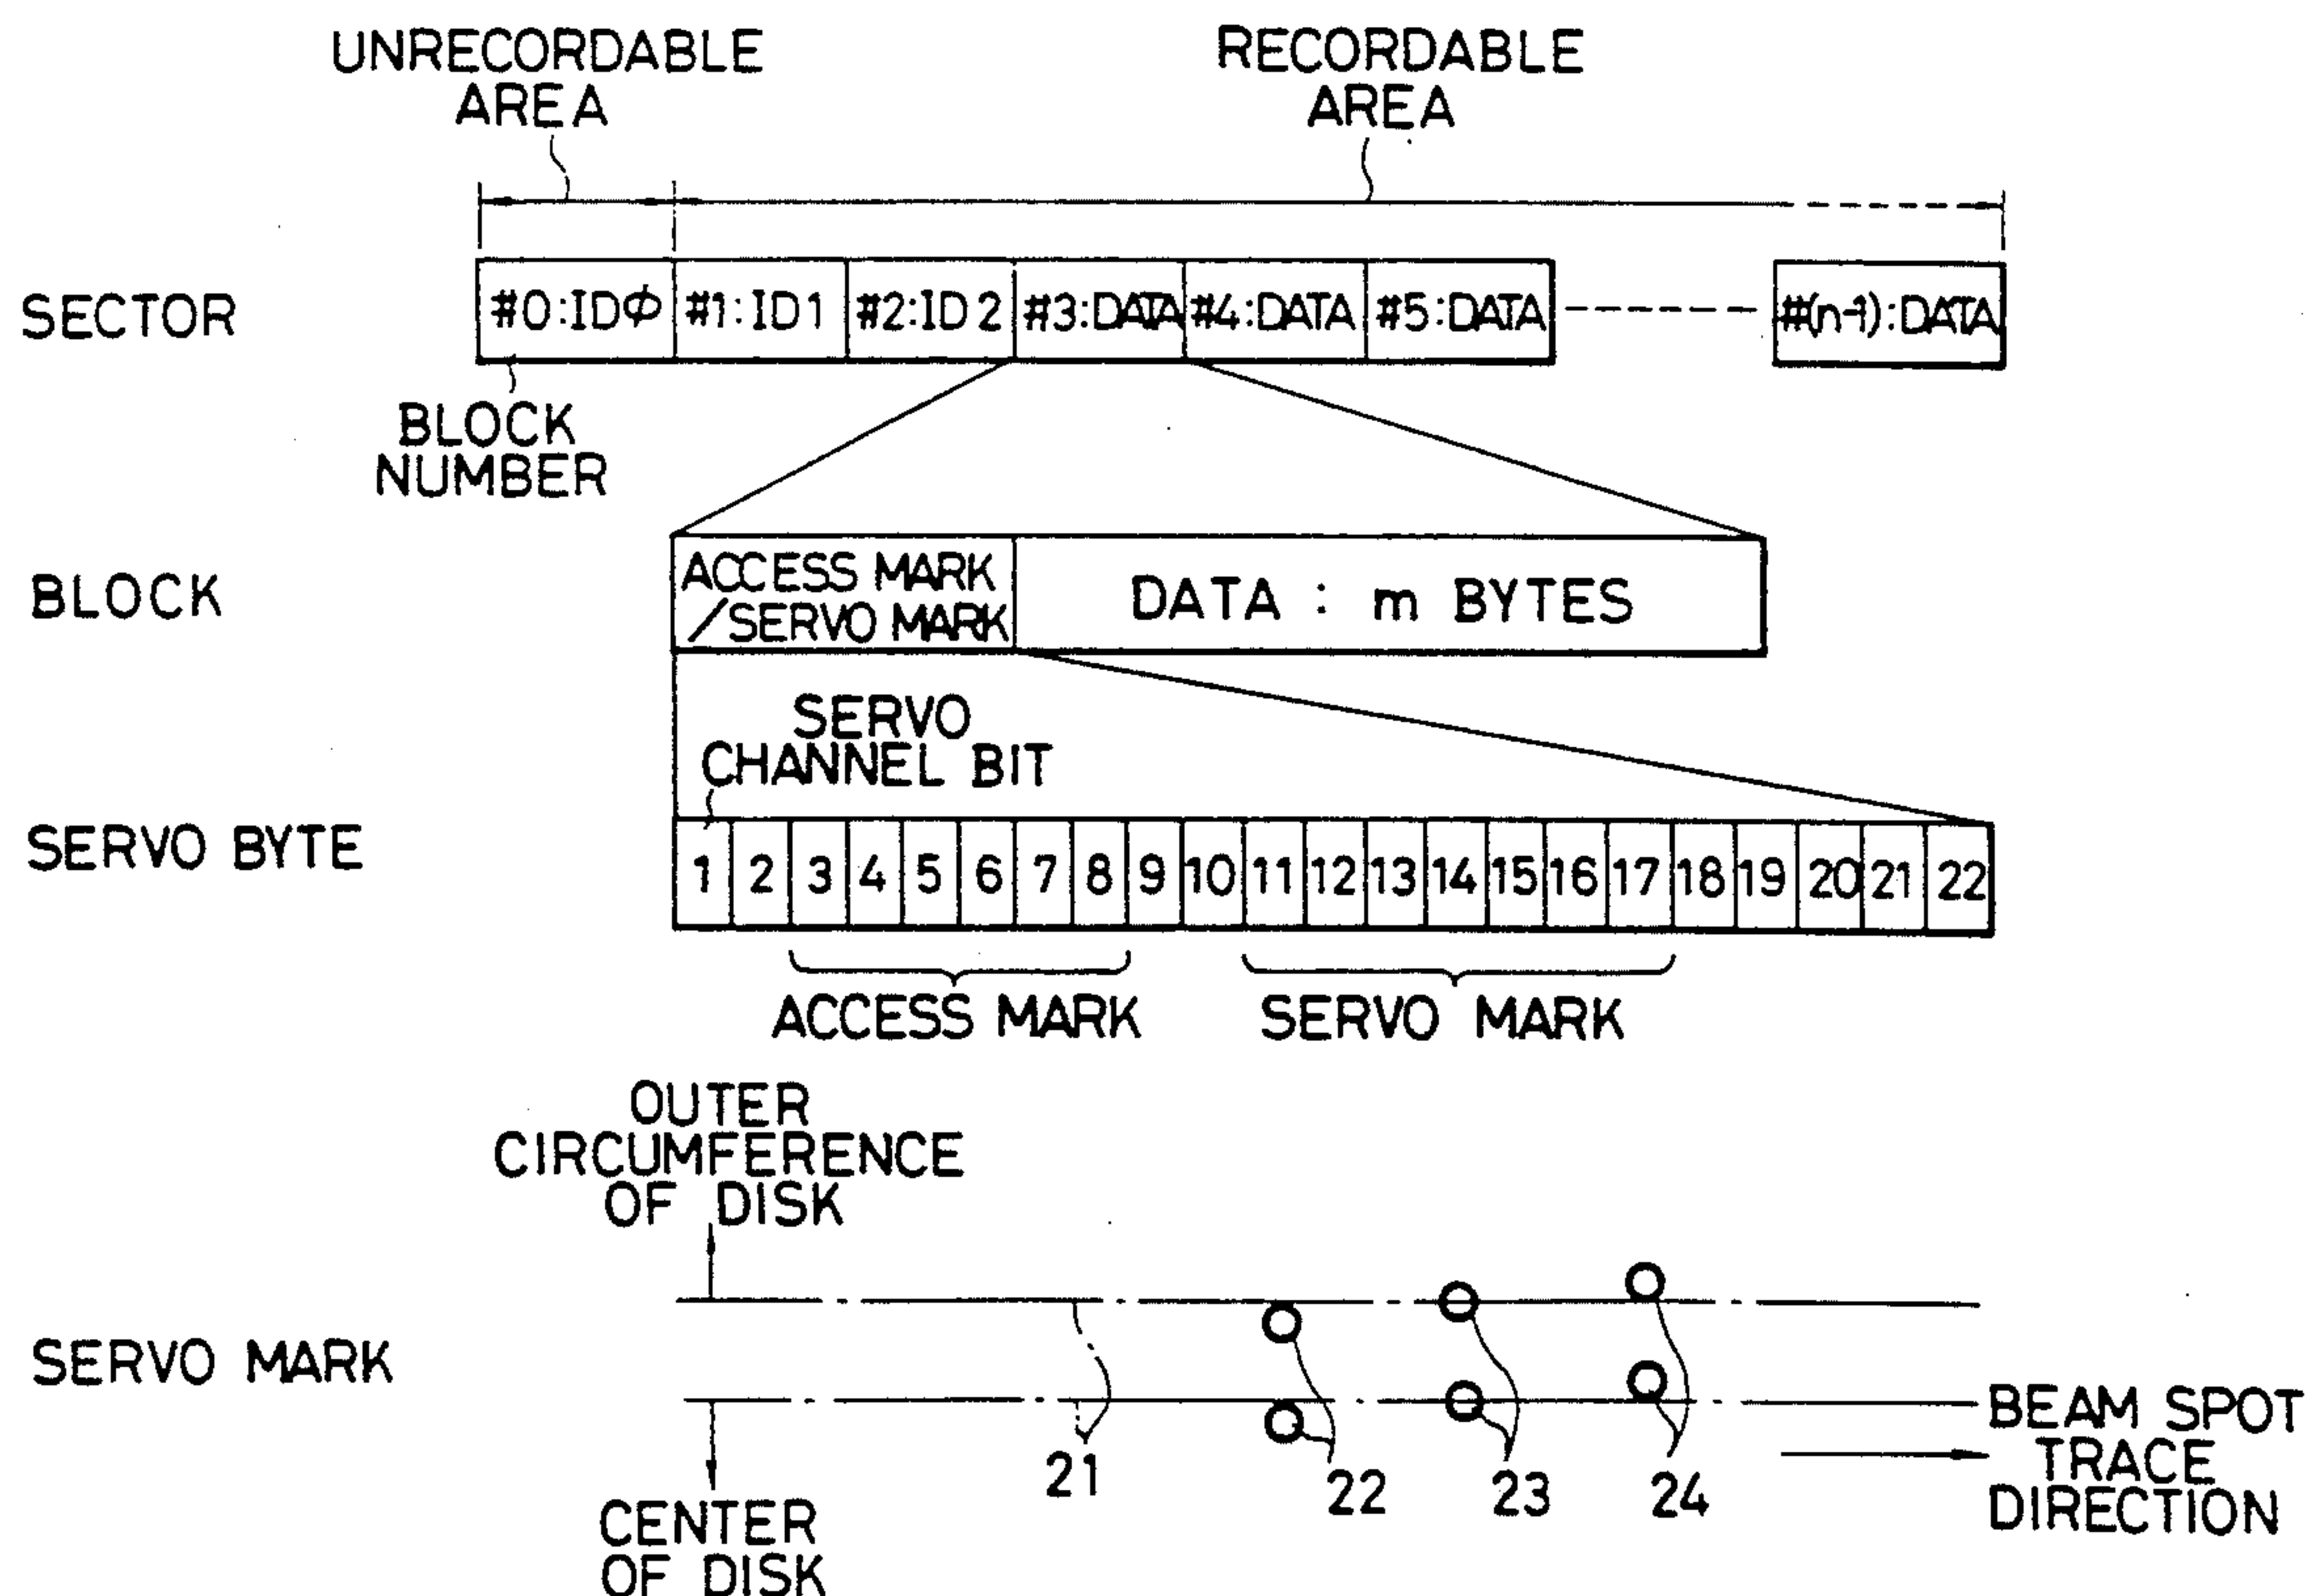 UNRECORDABLE
AREA
RECORDABLE
AREA
SECTOR
#0:IDΦ #1:ID1 #2:ID2 #3:DATA #4:DATA #5:DATA #(n-1):DATA
BLOCK
NUMBER
BLOCK
ACCESS MARK
/SERVO MARK
DATA : m BYTES
SERVO
CHANNEL BIT
SERVO BYTE
1 2 3 4 5 6 7 8 9 10 11 12 13 14 15 16 17 18 19 20 21 22
ACCESS MARK
SERVO MARK
OUTER
CIRCUMFERENCE
OF DISK
SERVO MARK
21
22
23
24
BEAM SPOT
TRACE
DIRECTION
CENTER
OF DISK